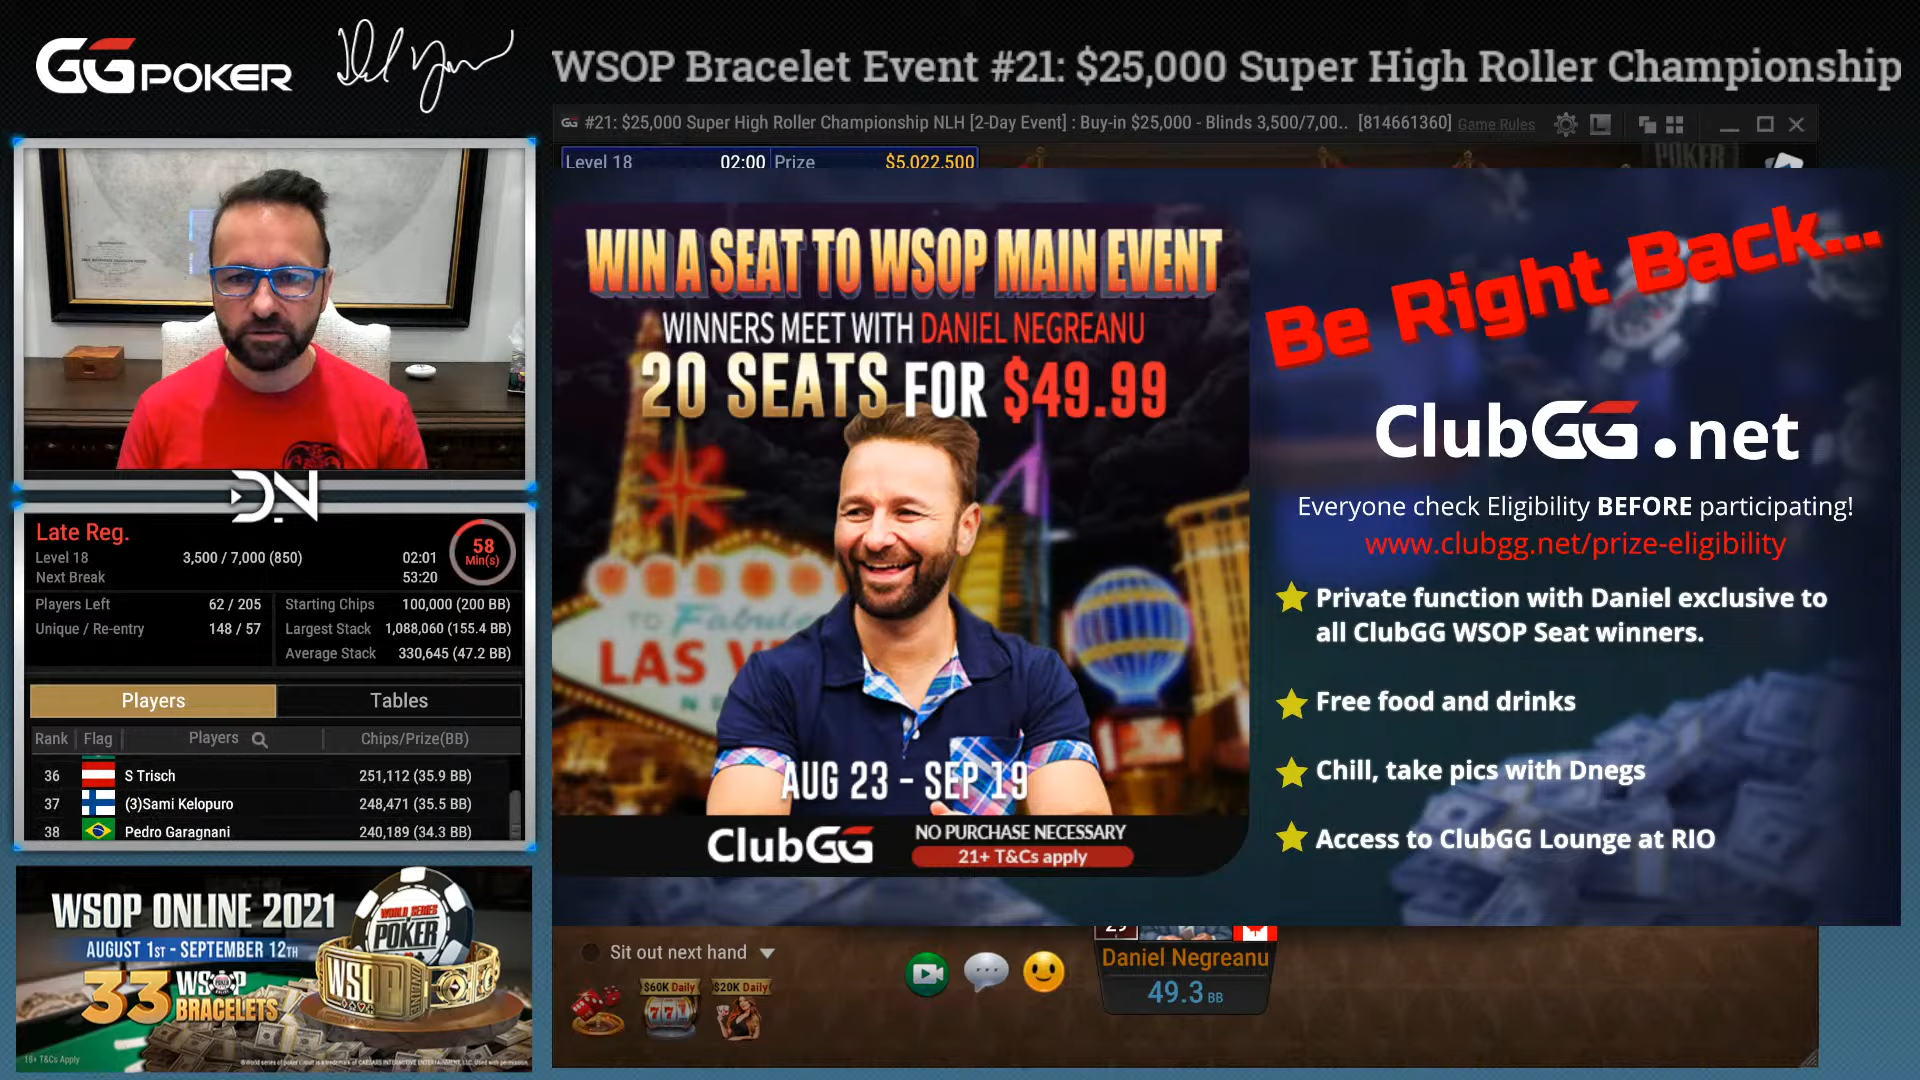 GGPOKER
WSOP Bracelet Event #21: $25,000 Super High Roller Championship
#21: $25,000 Super High Roller Championship NLH [2-Day Event] : Buy-in $25,000 - Blinds 3,500/7,00.. [814661360] Game Rules
Level 18 02:00 Prize $5,022,500
POKER
WIN A SEAT TO WSOP MAIN EVENT
WINNERS MEET WITH DANIEL NEGREANU
20 SEATS FOR $49.99
TO Fabulous
LAS V
AUG 23 - SEP 19
ClubGG
NO PURCHASE NECESSARY
21+ T&Cs apply
Be Right Back...
ClubGG.net
Everyone check Eligibility BEFORE participating!
www.clubgg.net/prize-eligibility
Private function with Daniel exclusive to
all ClubGG WSOP Seat winners.
Free food and drinks
Chill, take pics with Dnegs
Access to ClubGG Lounge at RIO
DN
Late Reg.
Level 18 3,500 / 7,000 (850) 02:01
Next Break 53:20
58
Min(s)
Players Left 62 / 205
Unique / Re-entry 148 / 57
Starting Chips 100,000 (200 BB)
Largest Stack 1,088,060 (155.4 BB)
Average Stack 330,645 (47.2 BB)
Players Tables
Rank Flag Players Chips/Prize(BB)
36 S Trisch 251,112 (35.9 BB)
37 (3)Sami Kelopuro 248,471 (35.5 BB)
38 Pedro Garagnani 240,189 (34.3 BB)
WSOP ONLINE 2021
AUGUST 1ST - SEPTEMBER 12TH
33 WSOP
BRACELETS
WORLD SERIES
POKER
WSOP
18+ T&Cs Apply
Sit out next hand
$60K Daily
$20K Daily
777
29
Daniel Negreanu
49.3 BB